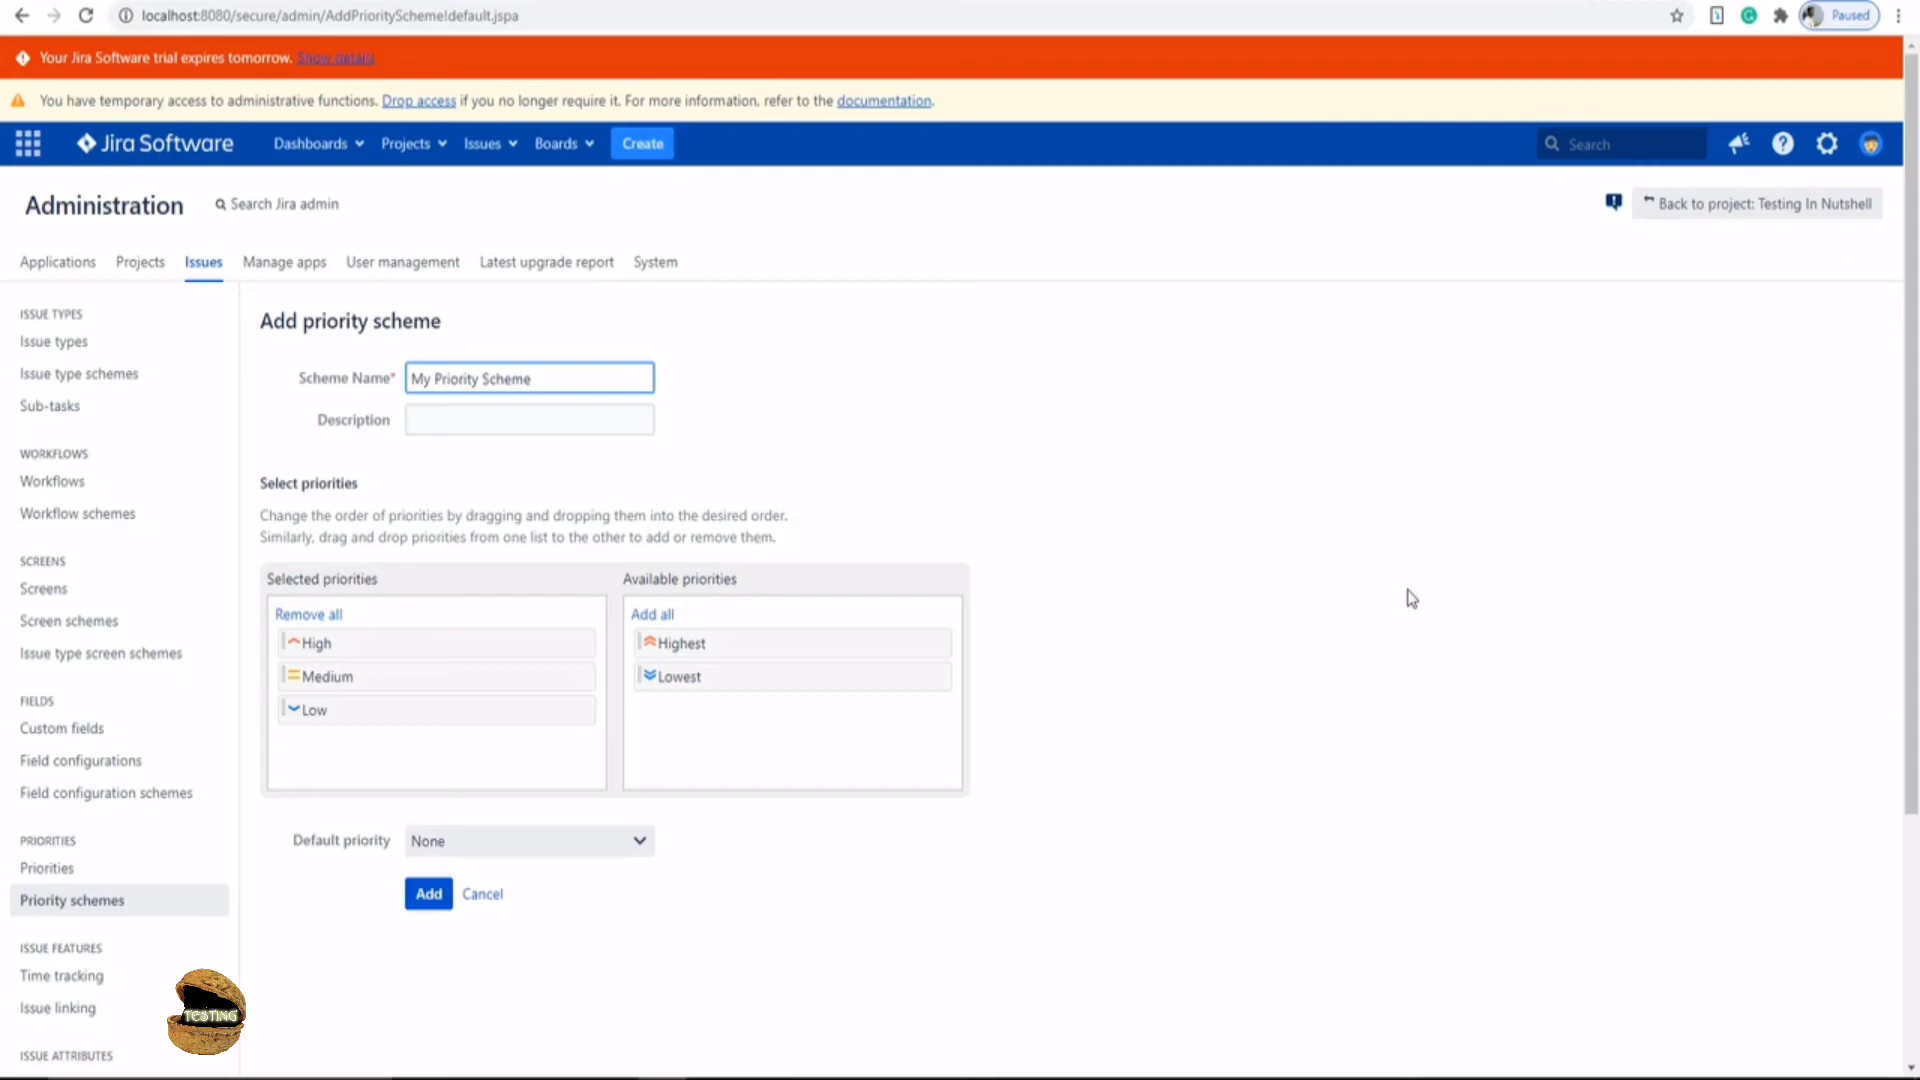 localhost:8080/secure/admin/AddPriorityScheme!default.jspa
Paused
Your Jira Software trial expires tomorrow. Show details
You have temporary access to administrative functions. Drop access if you no longer require it. For more information, refer to the documentation.
Jira Software
Dashboards
Projects
Issues
Boards
Create
Search
Administration
Search Jira admin
Back to project: Testing In Nutshell
Applications
Projects
Issues
Manage apps
User management
Latest upgrade report
System
ISSUE TYPES
Issue types
Issue type schemes
Sub-tasks
WORKFLOWS
Workflows
Workflow schemes
SCREENS
Screens
Screen schemes
Issue type screen schemes
FIELDS
Custom fields
Field configurations
Field configuration schemes
PRIORITIES
Priorities
Priority schemes
ISSUE FEATURES
Time tracking
Issue linking
ISSUE ATTRIBUTES
Add priority scheme
Scheme Name* My Priority Scheme
Description
Select priorities
Change the order of priorities by dragging and dropping them into the desired order.
Similarly, drag and drop priorities from one list to the other to add or remove them.
Selected priorities
Remove all
High
Medium
Low
Available priorities
Add all
Highest
Lowest
Default priority None
Add Cancel
TESTING